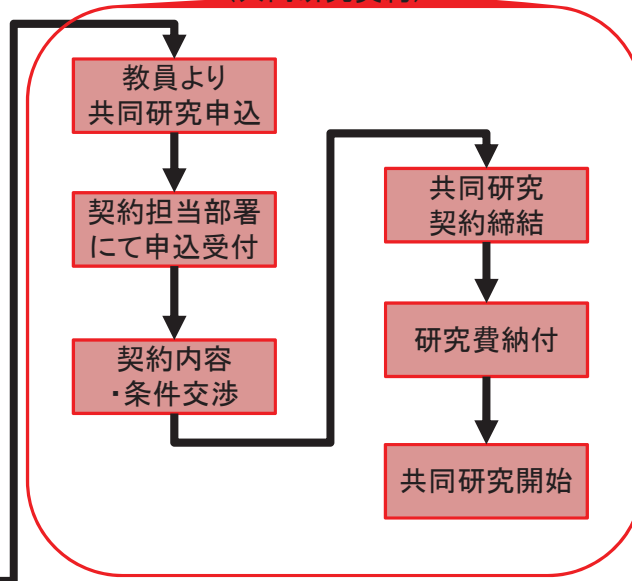 教員より
共同研究申込
契約担当部署
にて申込受付
契約内容
・条件交渉
共同研究
契約締結
研究費納付
共同研究開始